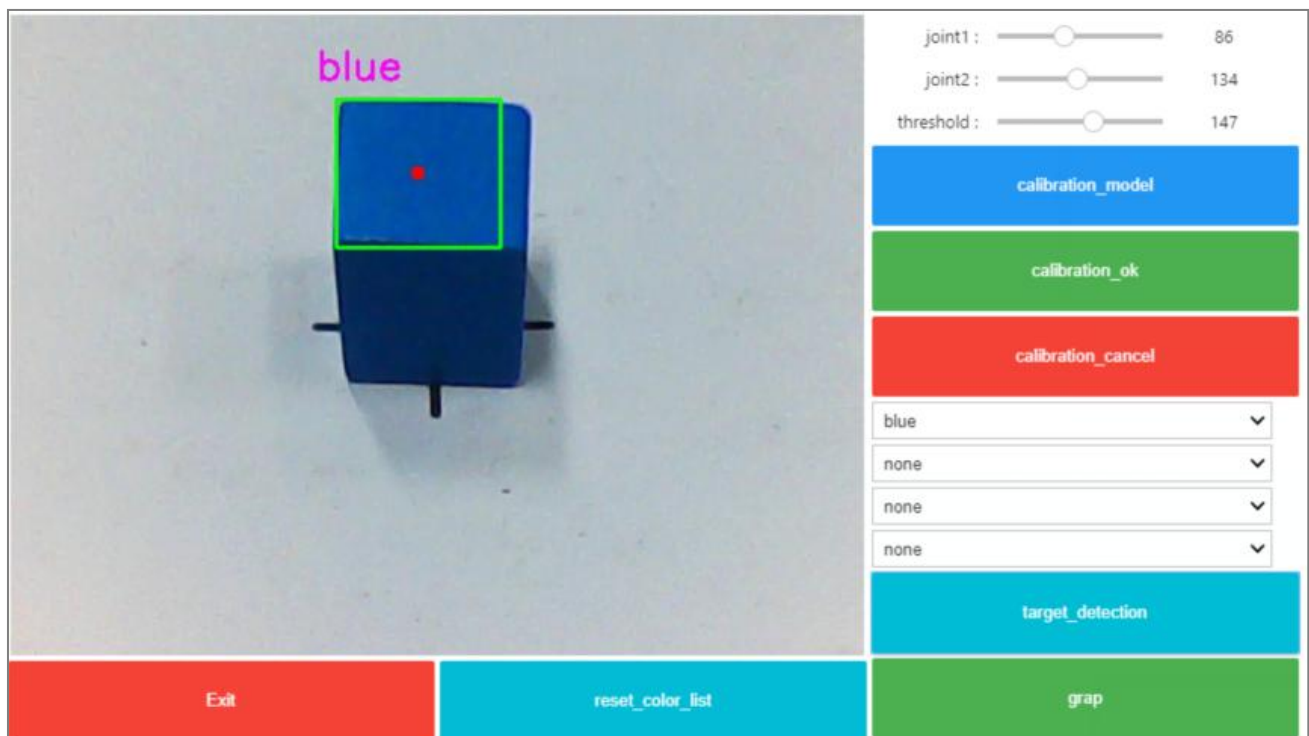 blue
joint1 : 86
joint2 : 134
threshold : 147
calibration_model
calibration_ok
calibration_cancel
blue
none
none
none
target_detection
Exit
reset_color_list
grap